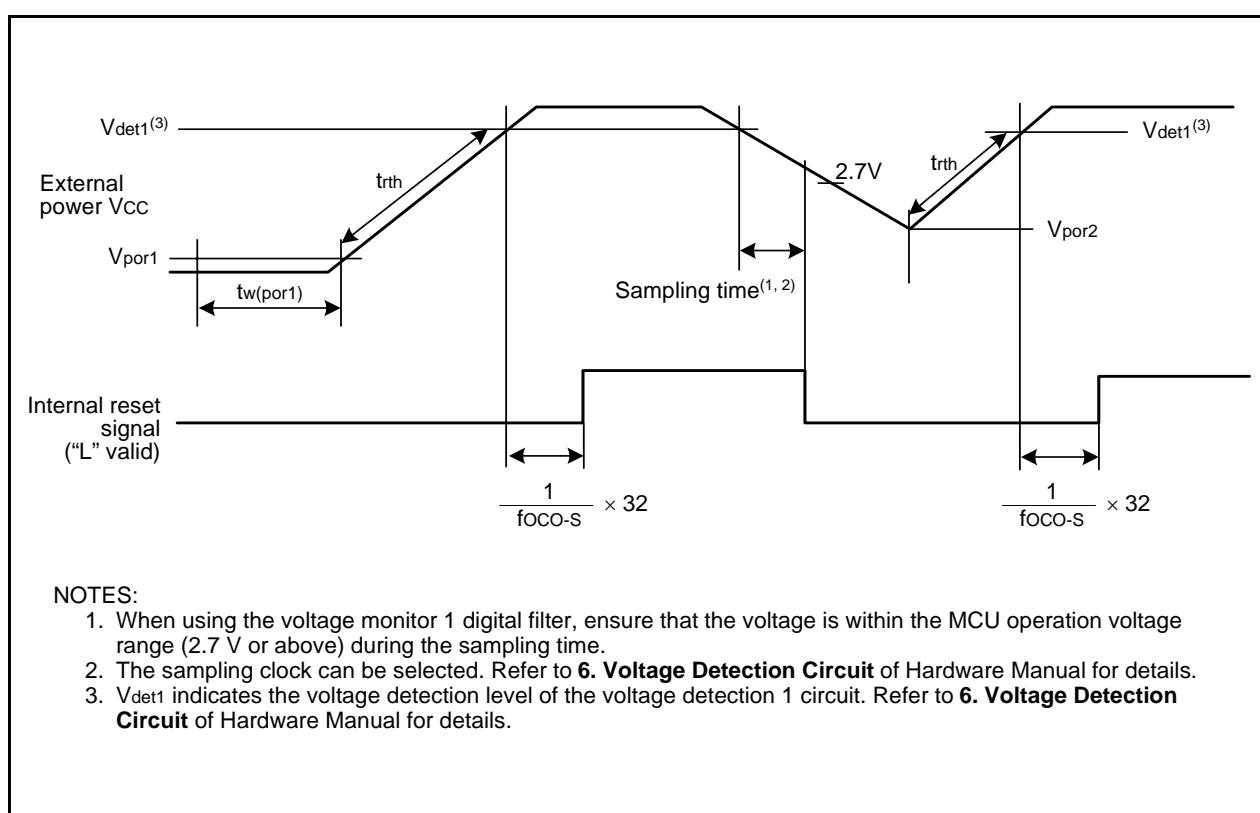 Vdet1(3)
Vdet1(3)
trth
trth
2.7V
External
power VCC
Vpor2
Vpor1
Sampling time(1, 2)
tw(por1)
Internal reset
signal
(“L” valid)
1
fOCO-S × 32
1
fOCO-S × 32
NOTES:
1. When using the voltage monitor 1 digital filter, ensure that the voltage is within the MCU operation voltage
range (2.7 V or above) during the sampling time.
2. The sampling clock can be selected. Refer to 6. Voltage Detection Circuit of Hardware Manual for details.
3. Vdet1 indicates the voltage detection level of the voltage detection 1 circuit. Refer to 6. Voltage Detection
Circuit of Hardware Manual for details.